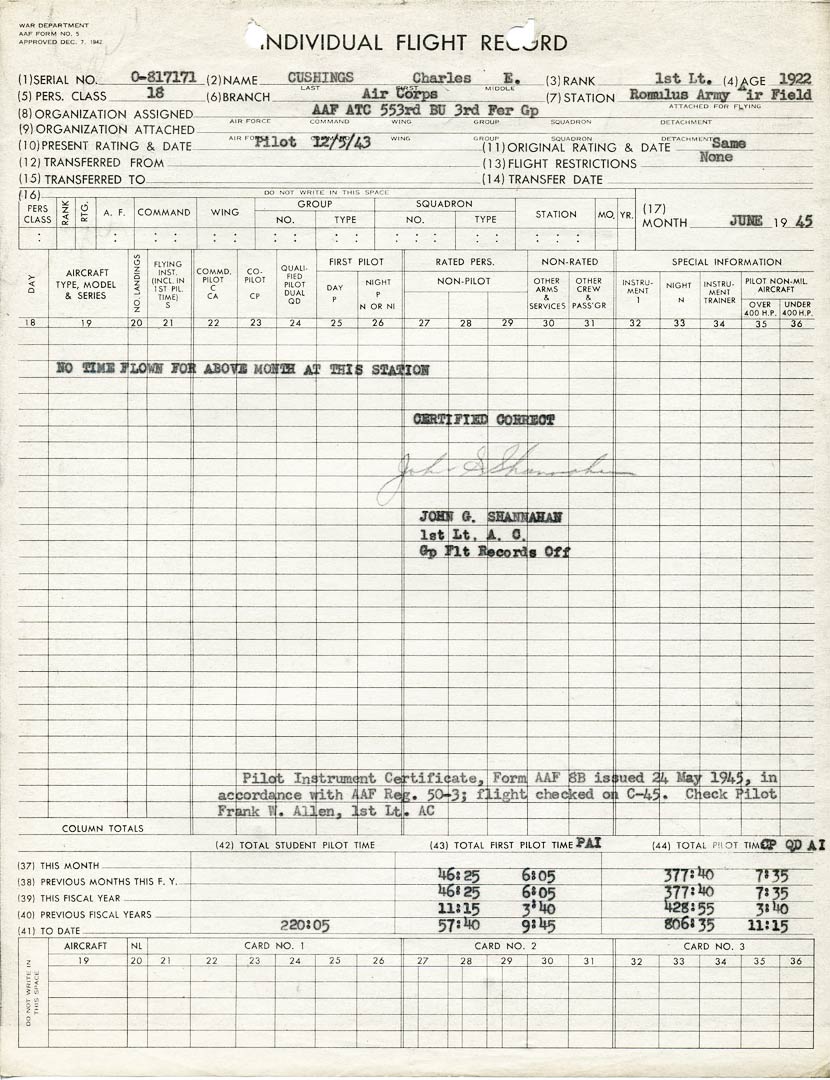 WAR DEPARTMENT
AAF FORM NO. 5
APPROVED DEC. 7, 1942
INDIVIDUAL FLIGHT RECORD
(1) SERIAL NO. O-817171 (2) NAME CUSHINGS Charles E. (3) RANK 1st Lt. (4) AGE 1922
LAST FIRST MIDDLE
(5) PERS. CLASS 18 (6) BRANCH Air Corps (7) STATION Romulus Army Air Field
(8) ORGANIZATION ASSIGNED AAF ATC 553rd BU 3rd Fer Gp ATTACHED FOR FLYING
AIR FORCE COMMAND WING GROUP SQUADRON DETACHMENT
(9) ORGANIZATION ATTACHED
AIR FORCE COMMAND WING GROUP SQUADRON DETACHMENT
(10) PRESENT RATING & DATE Pilot 12/5/43 (11) ORIGINAL RATING & DATE Same
(12) TRANSFERRED FROM (13) FLIGHT RESTRICTIONS None
(15) TRANSFERRED TO (14) TRANSFER DATE
(16) DO NOT WRITE IN THIS SPACE
PERS CLASS RANK RTG. A. F. COMMAND WING GROUP NO. TYPE SQUADRON NO. TYPE STATION MO. YR. (17) MONTH JUNE 19 45
DAY AIRCRAFT TYPE, MODEL & SERIES NO. LANDINGS FLYING INST. (INCL. IN 1ST PIL. TIME) S COMMD. PILOT C CA CO-PILOT CP QUALI-FIED PILOT DUAL QD FIRST PILOT DAY P NIGHT P N OR NI RATED PERS. NON-PILOT NON-RATED OTHER ARMS & SERVICES OTHER CREW & PASS'GR SPECIAL INFORMATION INSTRU-MENT I NIGHT N INSTRU-MENT TRAINER PILOT NON-MIL. AIRCRAFT OVER 400 H.P. UNDER 400 H.P.
18 19 20 21 22 23 24 25 26 27 28 29 30 31 32 33 34 35 36
NO TIME FLOWN FOR ABOVE MONTH AT THIS STATION
CERTIFIED CORRECT
John G. Shannahan
JOHN G. SHANNAHAN
1st Lt, A. C.
Gp Flt Records Off
Pilot Instrument Certificate, Form AAF 8B issued 24 May 1945, in
accordance with AAF Reg. 50-3; flight checked on C-45. Check Pilot
Frank W. Allen, 1st Lt. AC
COLUMN TOTALS
(42) TOTAL STUDENT PILOT TIME (43) TOTAL FIRST PILOT TIME PAI (44) TOTAL PILOT TIME CP QD AI
(37) THIS MONTH
(38) PREVIOUS MONTHS THIS F. Y. 46:25 6:05 377:40 7:35
(39) THIS FISCAL YEAR 46:25 6:05 377:40 7:35
(40) PREVIOUS FISCAL YEARS 11:15 3:40 428:55 3:40
(41) TO DATE 220:05 57:40 9:45 806:35 11:15
AIRCRAFT NL CARD NO. 1 CARD NO. 2 CARD NO. 3
19 20 21 22 23 24 25 26 27 28 29 30 31 32 33 34 35 36
DO NOT WRITE IN THIS SPACE